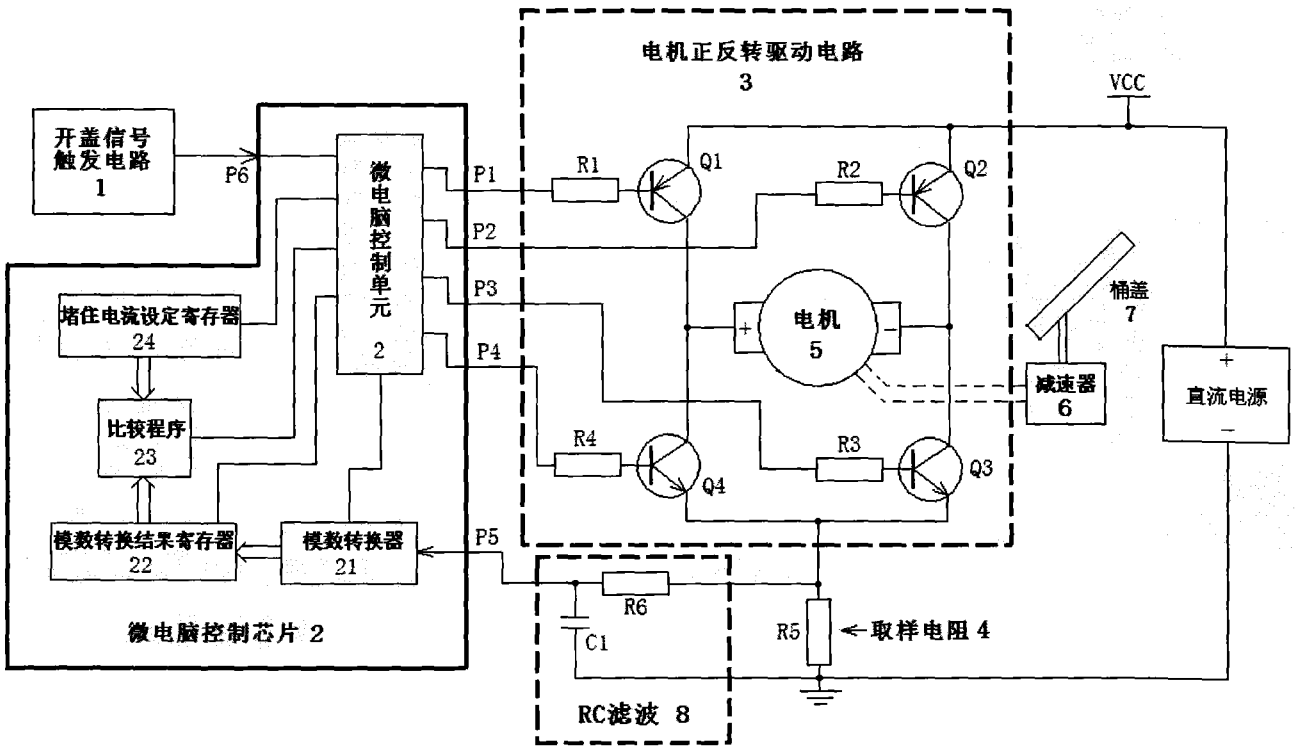 电机正反转驱动电路
3
VCC
开盖信号
触发电路
1
P6
微电脑控制单元
2
P1
R1
Q1
R2
Q2
P2
P3
P4
堵住电流设定寄存器
24
比较程序
23
模数转换结果寄存器
22
模数转换器
21
+
电机
5
−
桶盖
7
减速器
6
+
直流电源
−
R4
Q4
R3
Q3
P5
R6
C1
R5
取样电阻 4
微电脑控制芯片 2
RC滤波 8